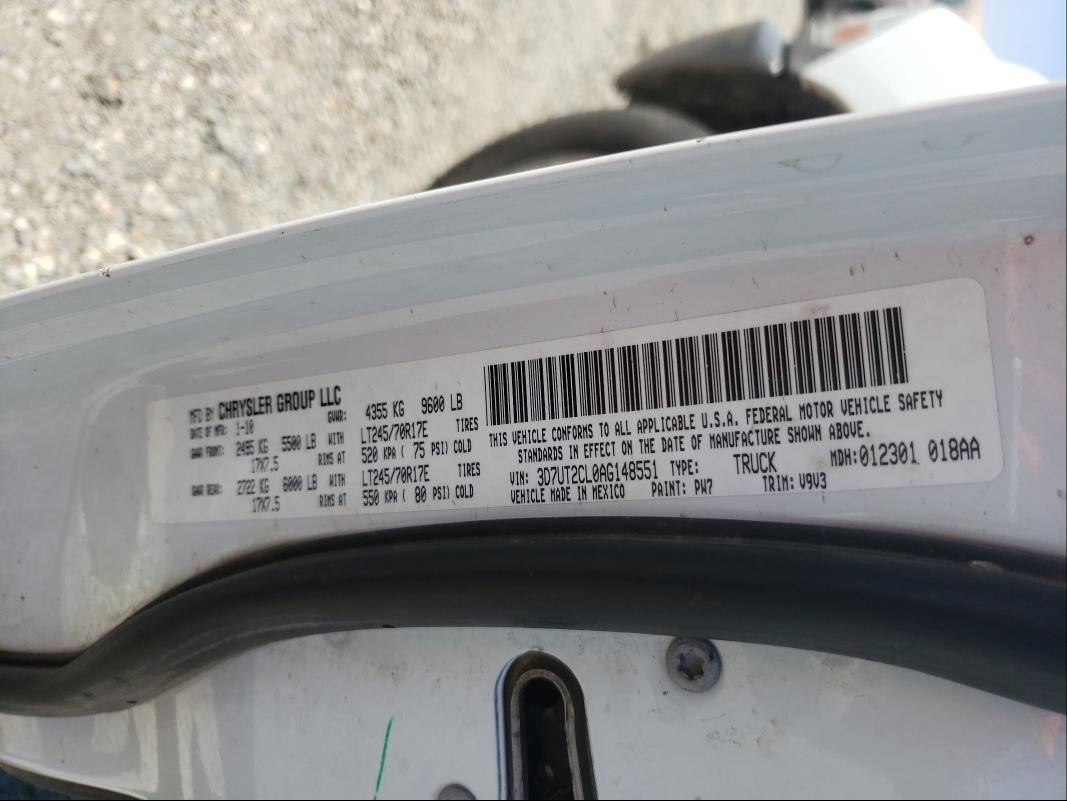 MFD BY CHRYSLER GROUP LLC
DATE OF MFR: 1-10 GVWR: 4355 KG 9600 LB
GAWR FRONT: 2495 KG 5500 LB WITH LT245/70R17E TIRES
17X7.5 RIMS AT 520 KPA ( 75 PSI) COLD
GAWR REAR: 2722 KG 6000 LB WITH LT245/70R17E TIRES
17X7.5 RIMS AT 550 KPA ( 80 PSI) COLD
THIS VEHICLE CONFORMS TO ALL APPLICABLE U.S.A. FEDERAL MOTOR VEHICLE SAFETY
STANDARDS IN EFFECT ON THE DATE OF MANUFACTURE SHOWN ABOVE.
VIN: 3D7UT2CL0AG148551 TYPE: TRUCK MDH: 012301 018AA
VEHICLE MADE IN MEXICO PAINT: PW7 TRIM: V9V3